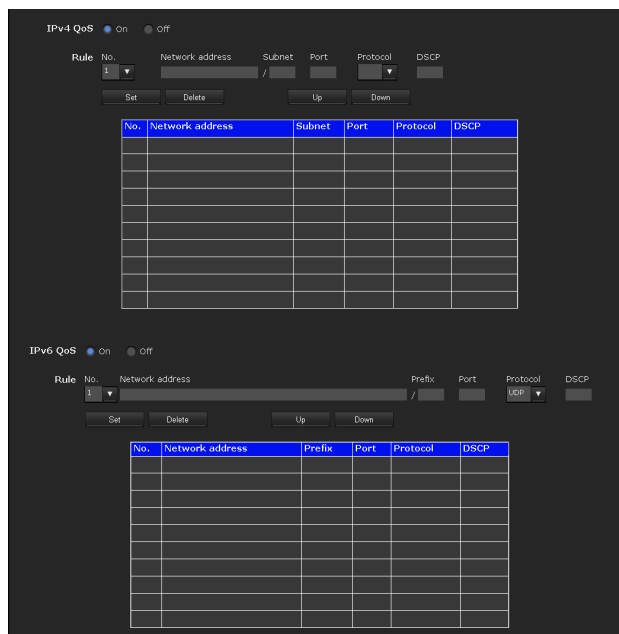 IPv4 QoS On Off
Rule No. Network address Subnet Port Protocol DSCP
1 /
Set Delete Up Down
No. Network address Subnet Port Protocol DSCP
IPv6 QoS On Off
Rule No. Network address Prefix Port Protocol DSCP
1 / UDP
Set Delete Up Down
No. Network address Prefix Port Protocol DSCP